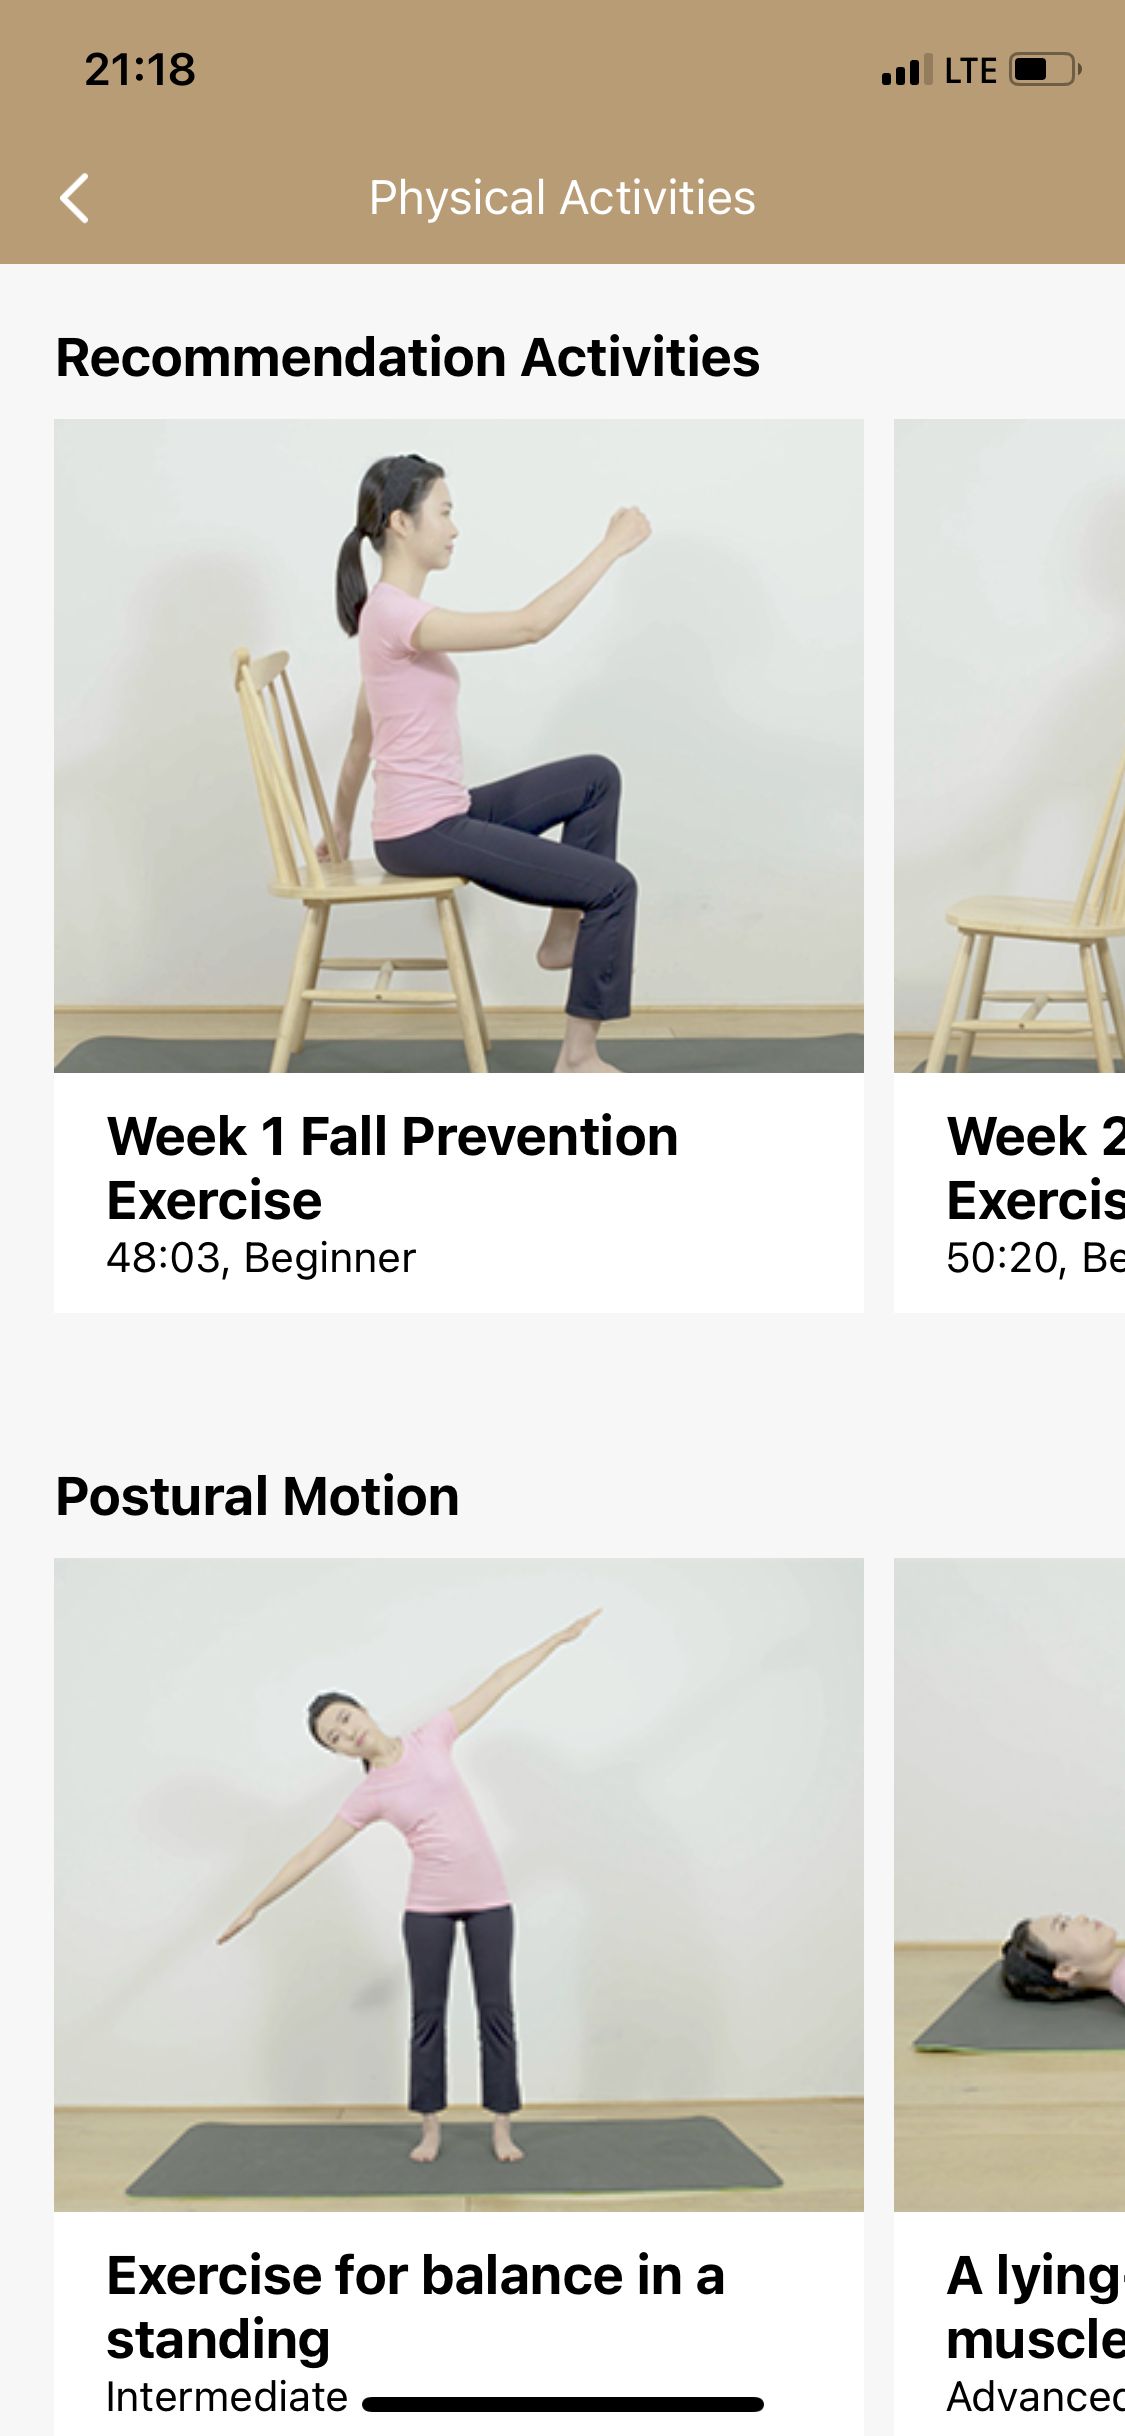 21:18
LTE
Physical Activities
Recommendation Activities
Week 1 Fall Prevention
Exercise
48:03, Beginner
Week 2
Exercis
50:20, Be
Postural Motion
Exercise for balance in a
standing
Intermediate
A lying-
muscle
Advanced